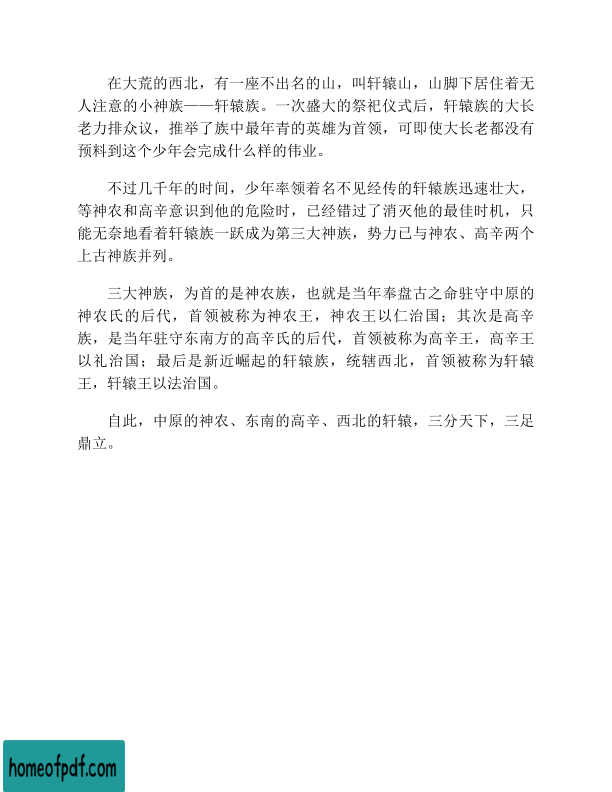 在大荒的西北，有一座不出名的山，叫轩辕山，山脚下居住着无
人注意的小神族——轩辕族。一次盛大的祭祀仪式后，轩辕族的大长
老力排众议，推举了族中最年青的英雄为首领，可即使大长老都没有
预料到这个少年会完成什么样的伟业。
不过几千年的时间，少年率领着名不见经传的轩辕族迅速壮大，
等神农和高辛意识到他的危险时，已经错过了消灭他的最佳时机，只
能无奈地看着轩辕族一跃成为第三大神族，势力已与神农、高辛两个
上古神族并列。
三大神族，为首的是神农族，也就是当年奉盘古之命驻守中原的
神农氏的后代，首领被称为神农王，神农王以仁治国；其次是高辛
族，是当年驻守东南方的高辛氏的后代，首领被称为高辛王，高辛王
以礼治国；最后是新近崛起的轩辕族，统辖西北，首领被称为轩辕
王，轩辕王以法治国。
自此，中原的神农、东南的高辛、西北的轩辕，三分天下，三足
鼎立。
homeofpdf.com